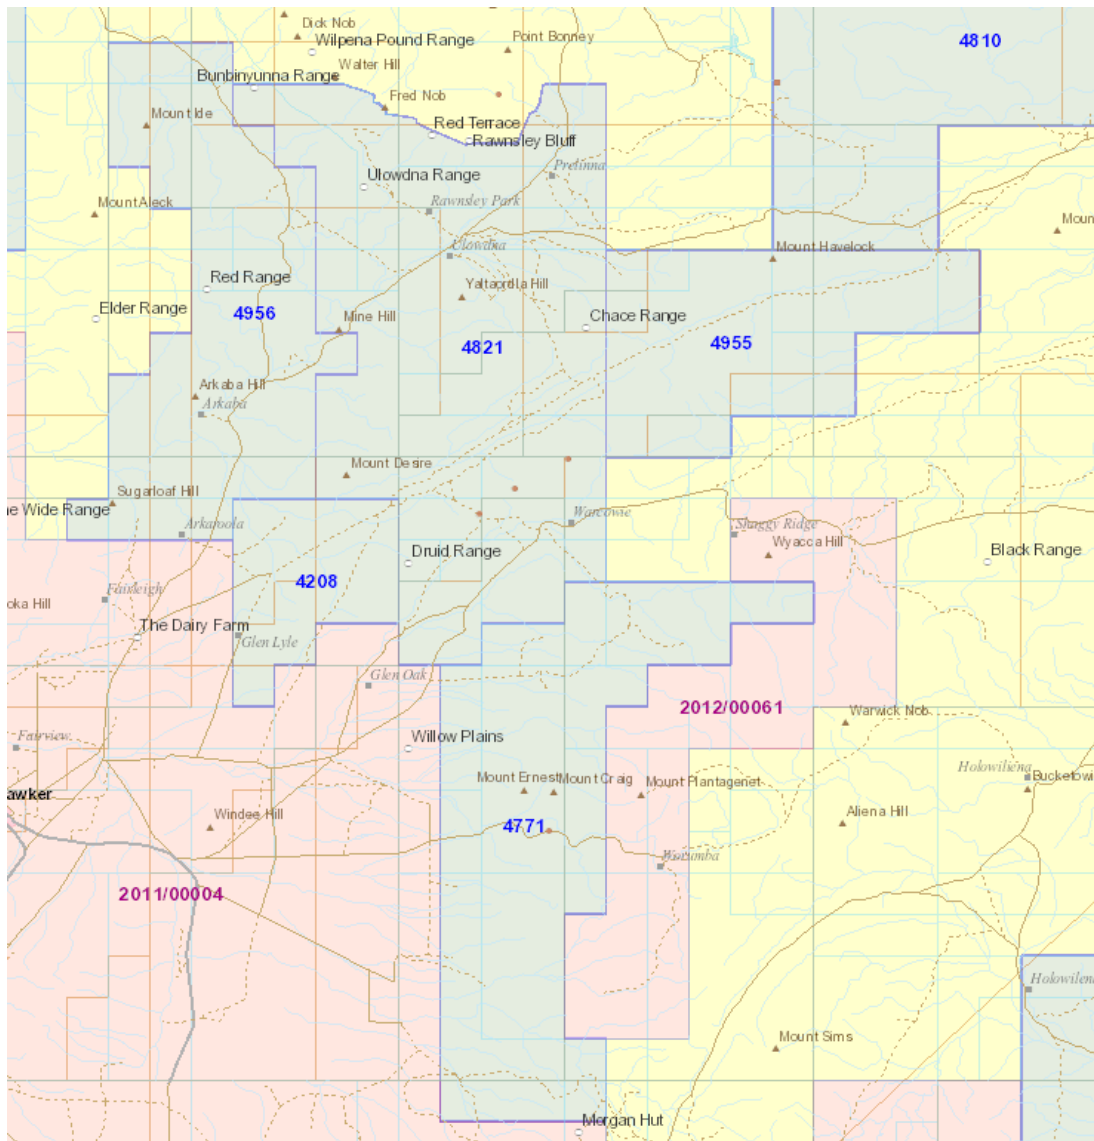 Dick Nob
Point Bonney
4810
Wilpena Pound Range
Walter Hill
Bunbinyunna Range
Fred Nob
Mount Ide
Red Terrace
Rawnsley Bluff
Prelinna
Ulowdna Range
Rawnsley Park
Mount Aleck
Moun
Ulowdna
Mount Havelock
Red Range
Yaltaorolla Hill
Elder Range
4956
Mine Hill
Chace Range
4821
4955
Arkaba Hill
Arkaba
Mount Desire
Sugarloaf Hill
ne Wide Range
Arkaroola
Warcowie
Shaggy Ridge
Druid Range
Wyacca Hill
Black Range
4208
Fairleigh
oka Hill
The Dairy Farm
Glen Lyle
Glen Oak
2012/00061
Warwick Nob
Fairview
Willow Plains
Holowiliena
Mount Ernest
Mount Craig
Mount Plantagenet
Bucketowi
awker
Windee Hill
4771
Aliena Hill
Worumba
2011/00004
Holowilena
Mount Sims
Morgan Hut